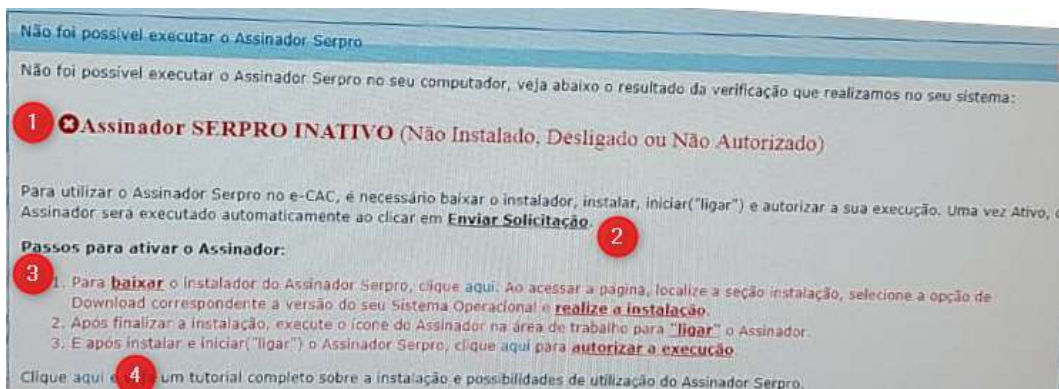 Não foi possível executar o Assinador Serpro
Não foi possível executar o Assinador Serpro no seu computador, veja abaixo o resultado da verificação que realizamos no seu sistema:
1 Assinador SERPRO INATIVO (Não Instalado, Desligado ou Não Autorizado)
Para utilizar o Assinador Serpro no e-CAC, é necessário baixar o instalador, instalar, iniciar("ligar") e autorizar a sua execução. Uma vez Ativo,
Assinador sera executado automaticamente ao clicar em Enviar Solicitação. 2
Passos para ativar o Assinador:
3
1. Para baixar o instalador do Assinador Serpro, clique aqui. Ao acessar a página, localize a seção instalação, selecione a opção de
Download correspondente a versão do seu Sistema Operacional e realize a instalação.
2. Após finalizar a instalação, execute o ícone do Assinador na área de trabalho para "ligar" o Assinador.
3. E após instalar e iniciar("ligar") o Assinador Serpro, clique aqui para autorizar a execução
Clique aqui e 4 um tutorial completo sobre a instalação e possibilidades de utilização do Assinador Serpro.